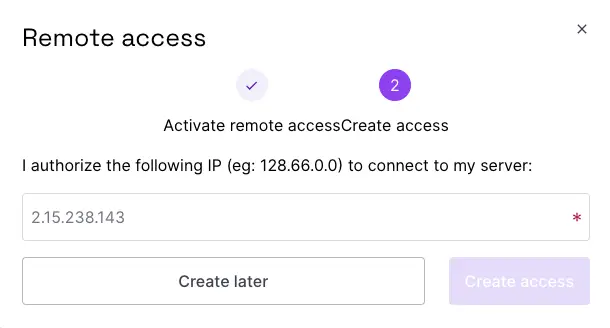 Remote access
2
Activate remote accessCreate access
I authorize the following IP (eg: 128.66.0.0) to connect to my server:
2.15.238.143 *
Create later
Create access